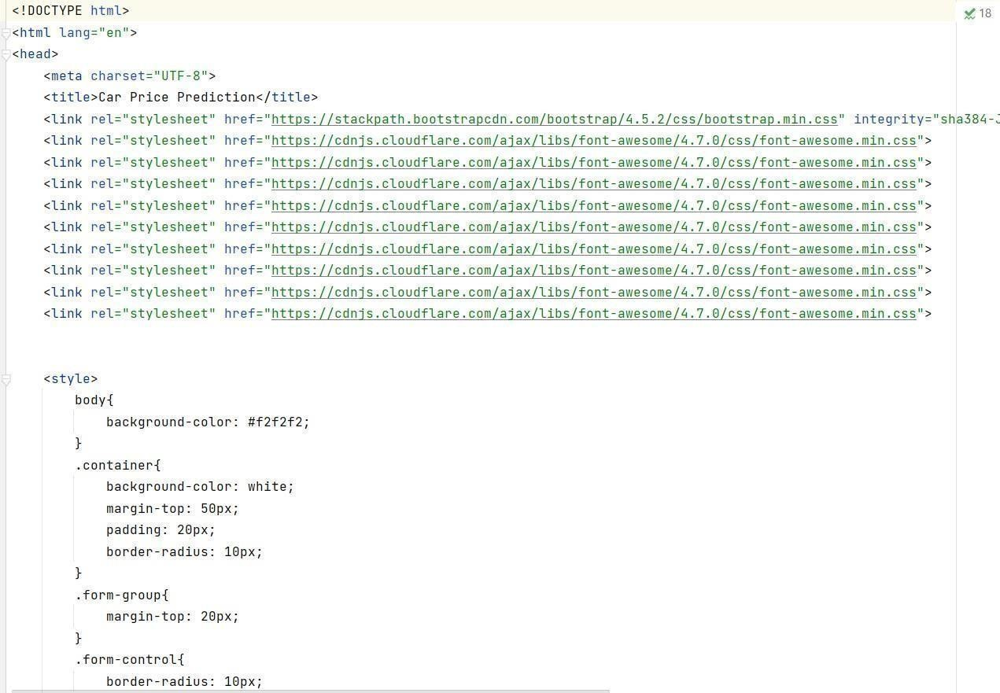 <!DOCTYPE html>
18
<html lang="en">
<head>
    <meta charset="UTF-8">
    <title>Car Price Prediction</title>
    <link rel="stylesheet" href="https://stackpath.bootstrapcdn.com/bootstrap/4.5.2/css/bootstrap.min.css" integrity="sha384-J
    <link rel="stylesheet" href="https://cdnjs.cloudflare.com/ajax/libs/font-awesome/4.7.0/css/font-awesome.min.css">
    <link rel="stylesheet" href="https://cdnjs.cloudflare.com/ajax/libs/font-awesome/4.7.0/css/font-awesome.min.css">
    <link rel="stylesheet" href="https://cdnjs.cloudflare.com/ajax/libs/font-awesome/4.7.0/css/font-awesome.min.css">
    <link rel="stylesheet" href="https://cdnjs.cloudflare.com/ajax/libs/font-awesome/4.7.0/css/font-awesome.min.css">
    <link rel="stylesheet" href="https://cdnjs.cloudflare.com/ajax/libs/font-awesome/4.7.0/css/font-awesome.min.css">
    <link rel="stylesheet" href="https://cdnjs.cloudflare.com/ajax/libs/font-awesome/4.7.0/css/font-awesome.min.css">
    <link rel="stylesheet" href="https://cdnjs.cloudflare.com/ajax/libs/font-awesome/4.7.0/css/font-awesome.min.css">
    <link rel="stylesheet" href="https://cdnjs.cloudflare.com/ajax/libs/font-awesome/4.7.0/css/font-awesome.min.css">
    <link rel="stylesheet" href="https://cdnjs.cloudflare.com/ajax/libs/font-awesome/4.7.0/css/font-awesome.min.css">
    <style>
        body{
            background-color: #f2f2f2;
        }
        .container{
            background-color: white;
            margin-top: 50px;
            padding: 20px;
            border-radius: 10px;
        }
        .form-group{
            margin-top: 20px;
        }
        .form-control{
            border-radius: 10px;